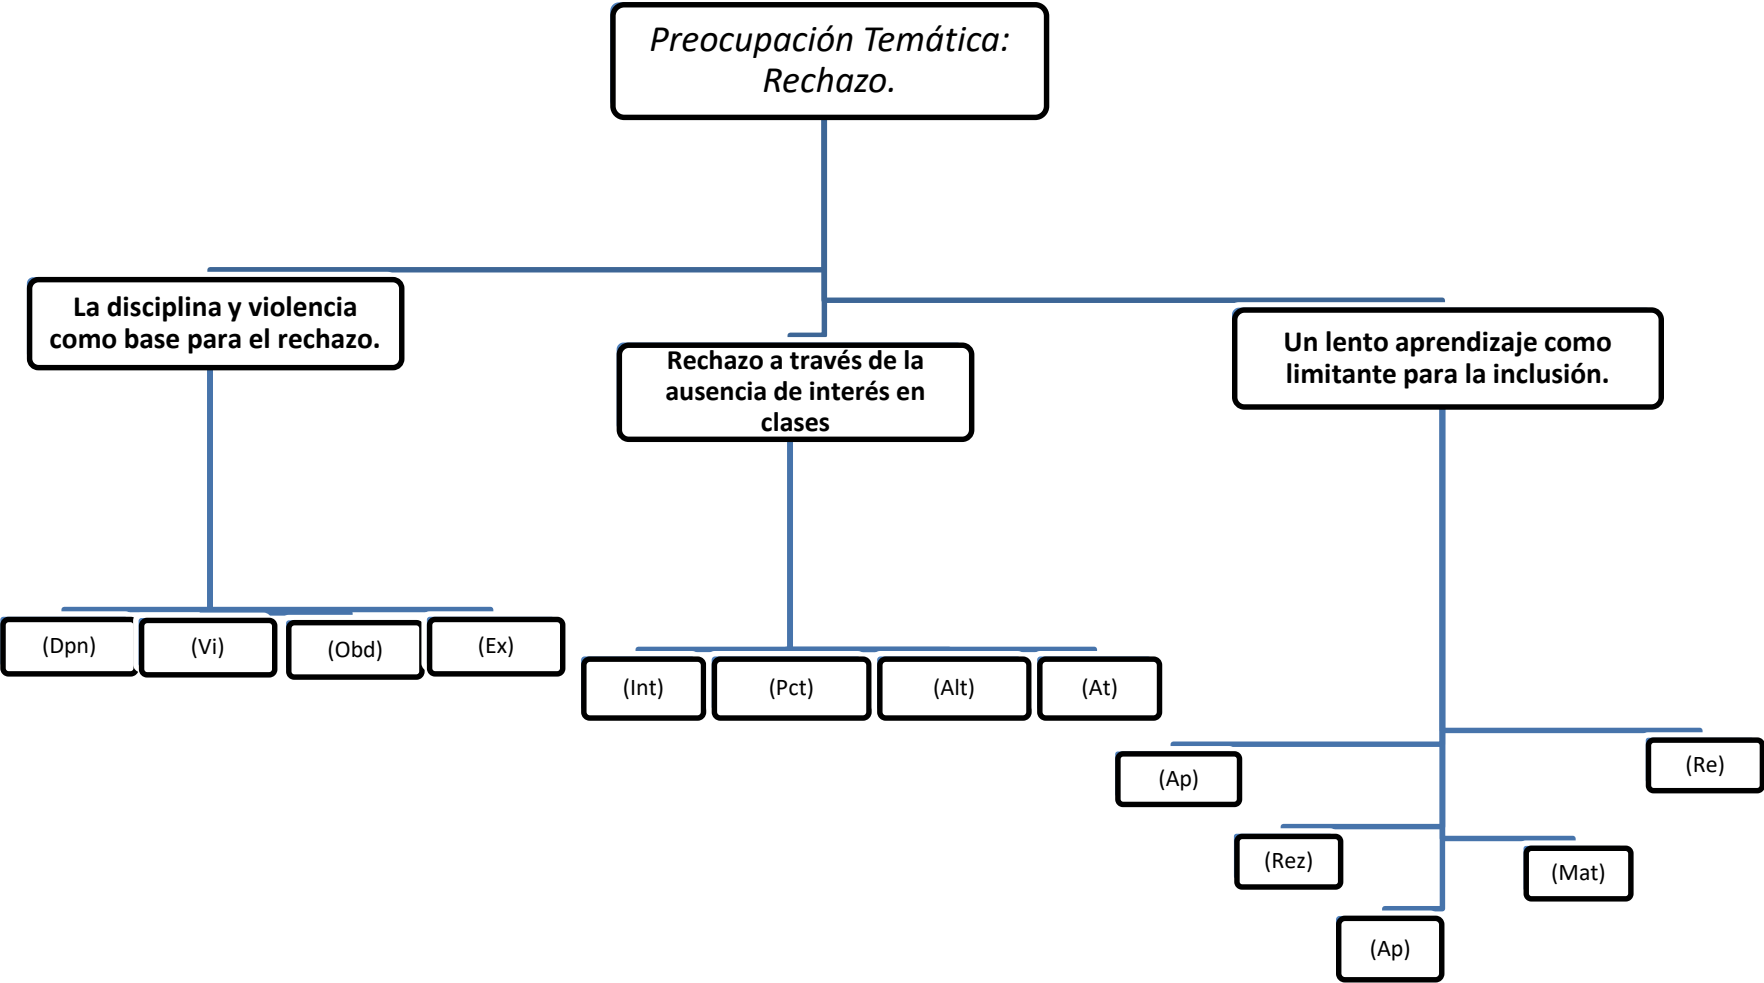 Preocupación Temática:
Rechazo.
La disciplina y violencia
como base para el rechazo.
Rechazo a través de la
ausencia de interés en
clases
Un lento aprendizaje como
limitante para la inclusión.
(Dpn)
(Vi)
(Obd)
(Ex)
(Int)
(Pct)
(Alt)
(At)
(Ap)
(Re)
(Rez)
(Mat)
(Ap)